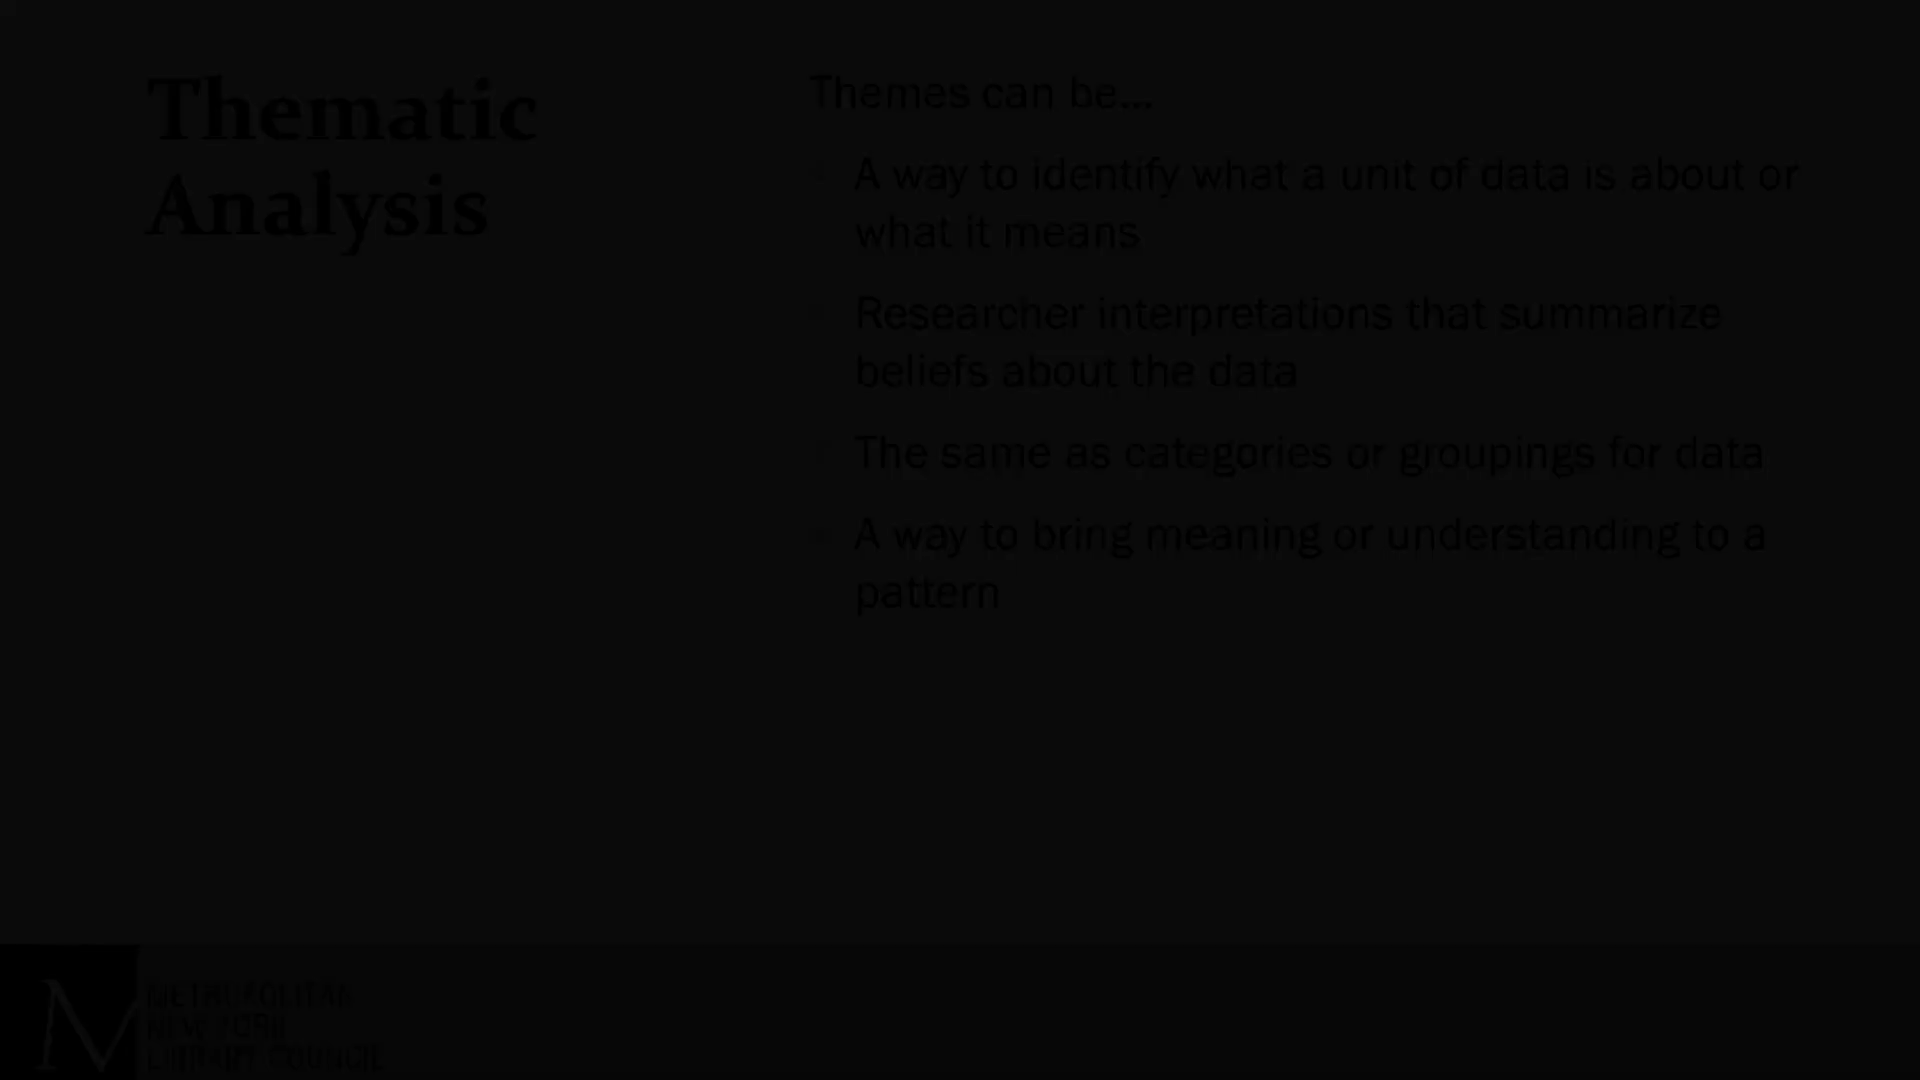 Thematic
Analysis
Themes can be...
A way to identify what a unit of data is about or
what it means
Researcher interpretations that summarize
beliefs about the data
The same as categories or groupings for data
A way to bring meaning or understanding to a
pattern
M
METROPOLITAN
NEW YORK
LIBRARY COUNCIL